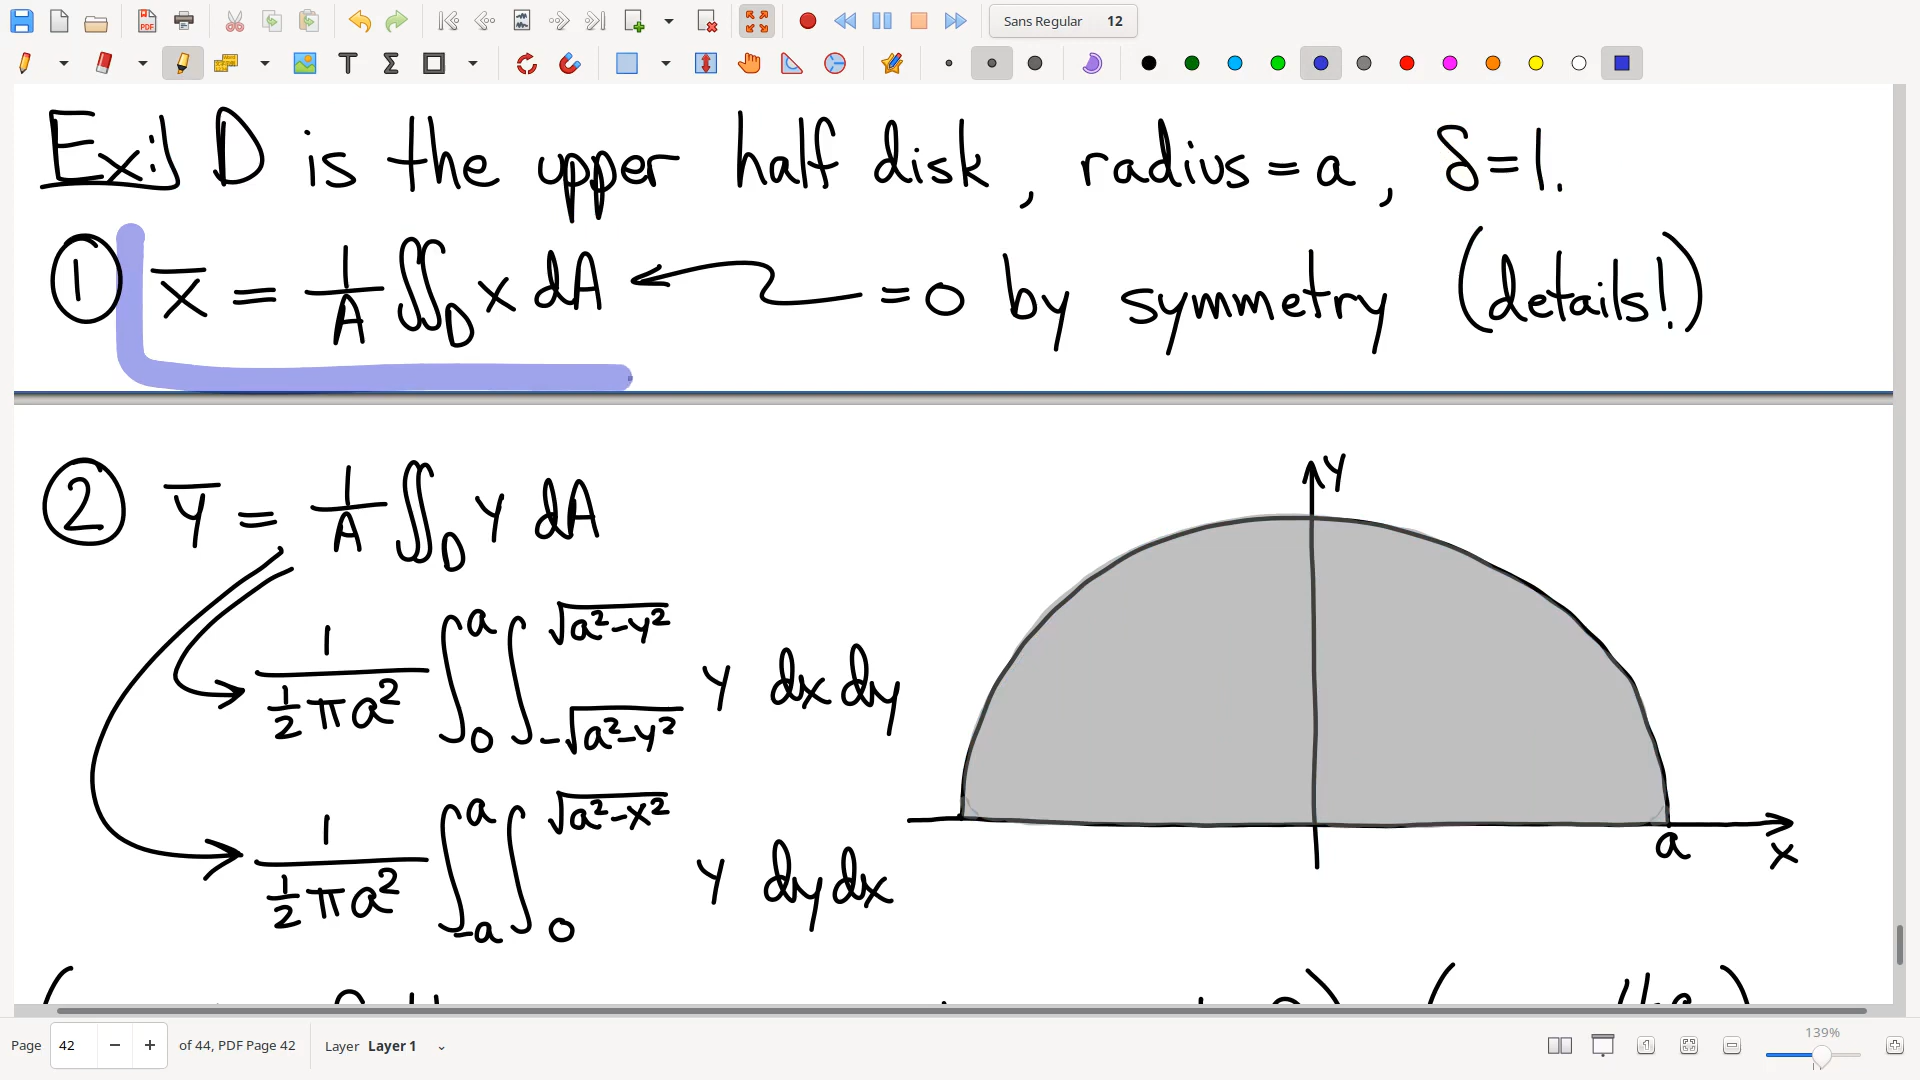 Sans Regular 12
Ex:) D is the upper half disk, radius = a, δ=1.
① x̅ = 1/A ∬_D x dA ← = 0 by symmetry (details!)
② y̅ = 1/A ∬_D y dA
→ 1/(½πa²) ∫_0^a ∫_{-√(a²-y²)}^{√(a²-y²)} y dx dy
→ 1/(½πa²) ∫_{-a}^a ∫_0^{√(a²-x²)} y dy dx
y
a
x
Page 42 − + of 44, PDF Page 42 Layer Layer 1 139%